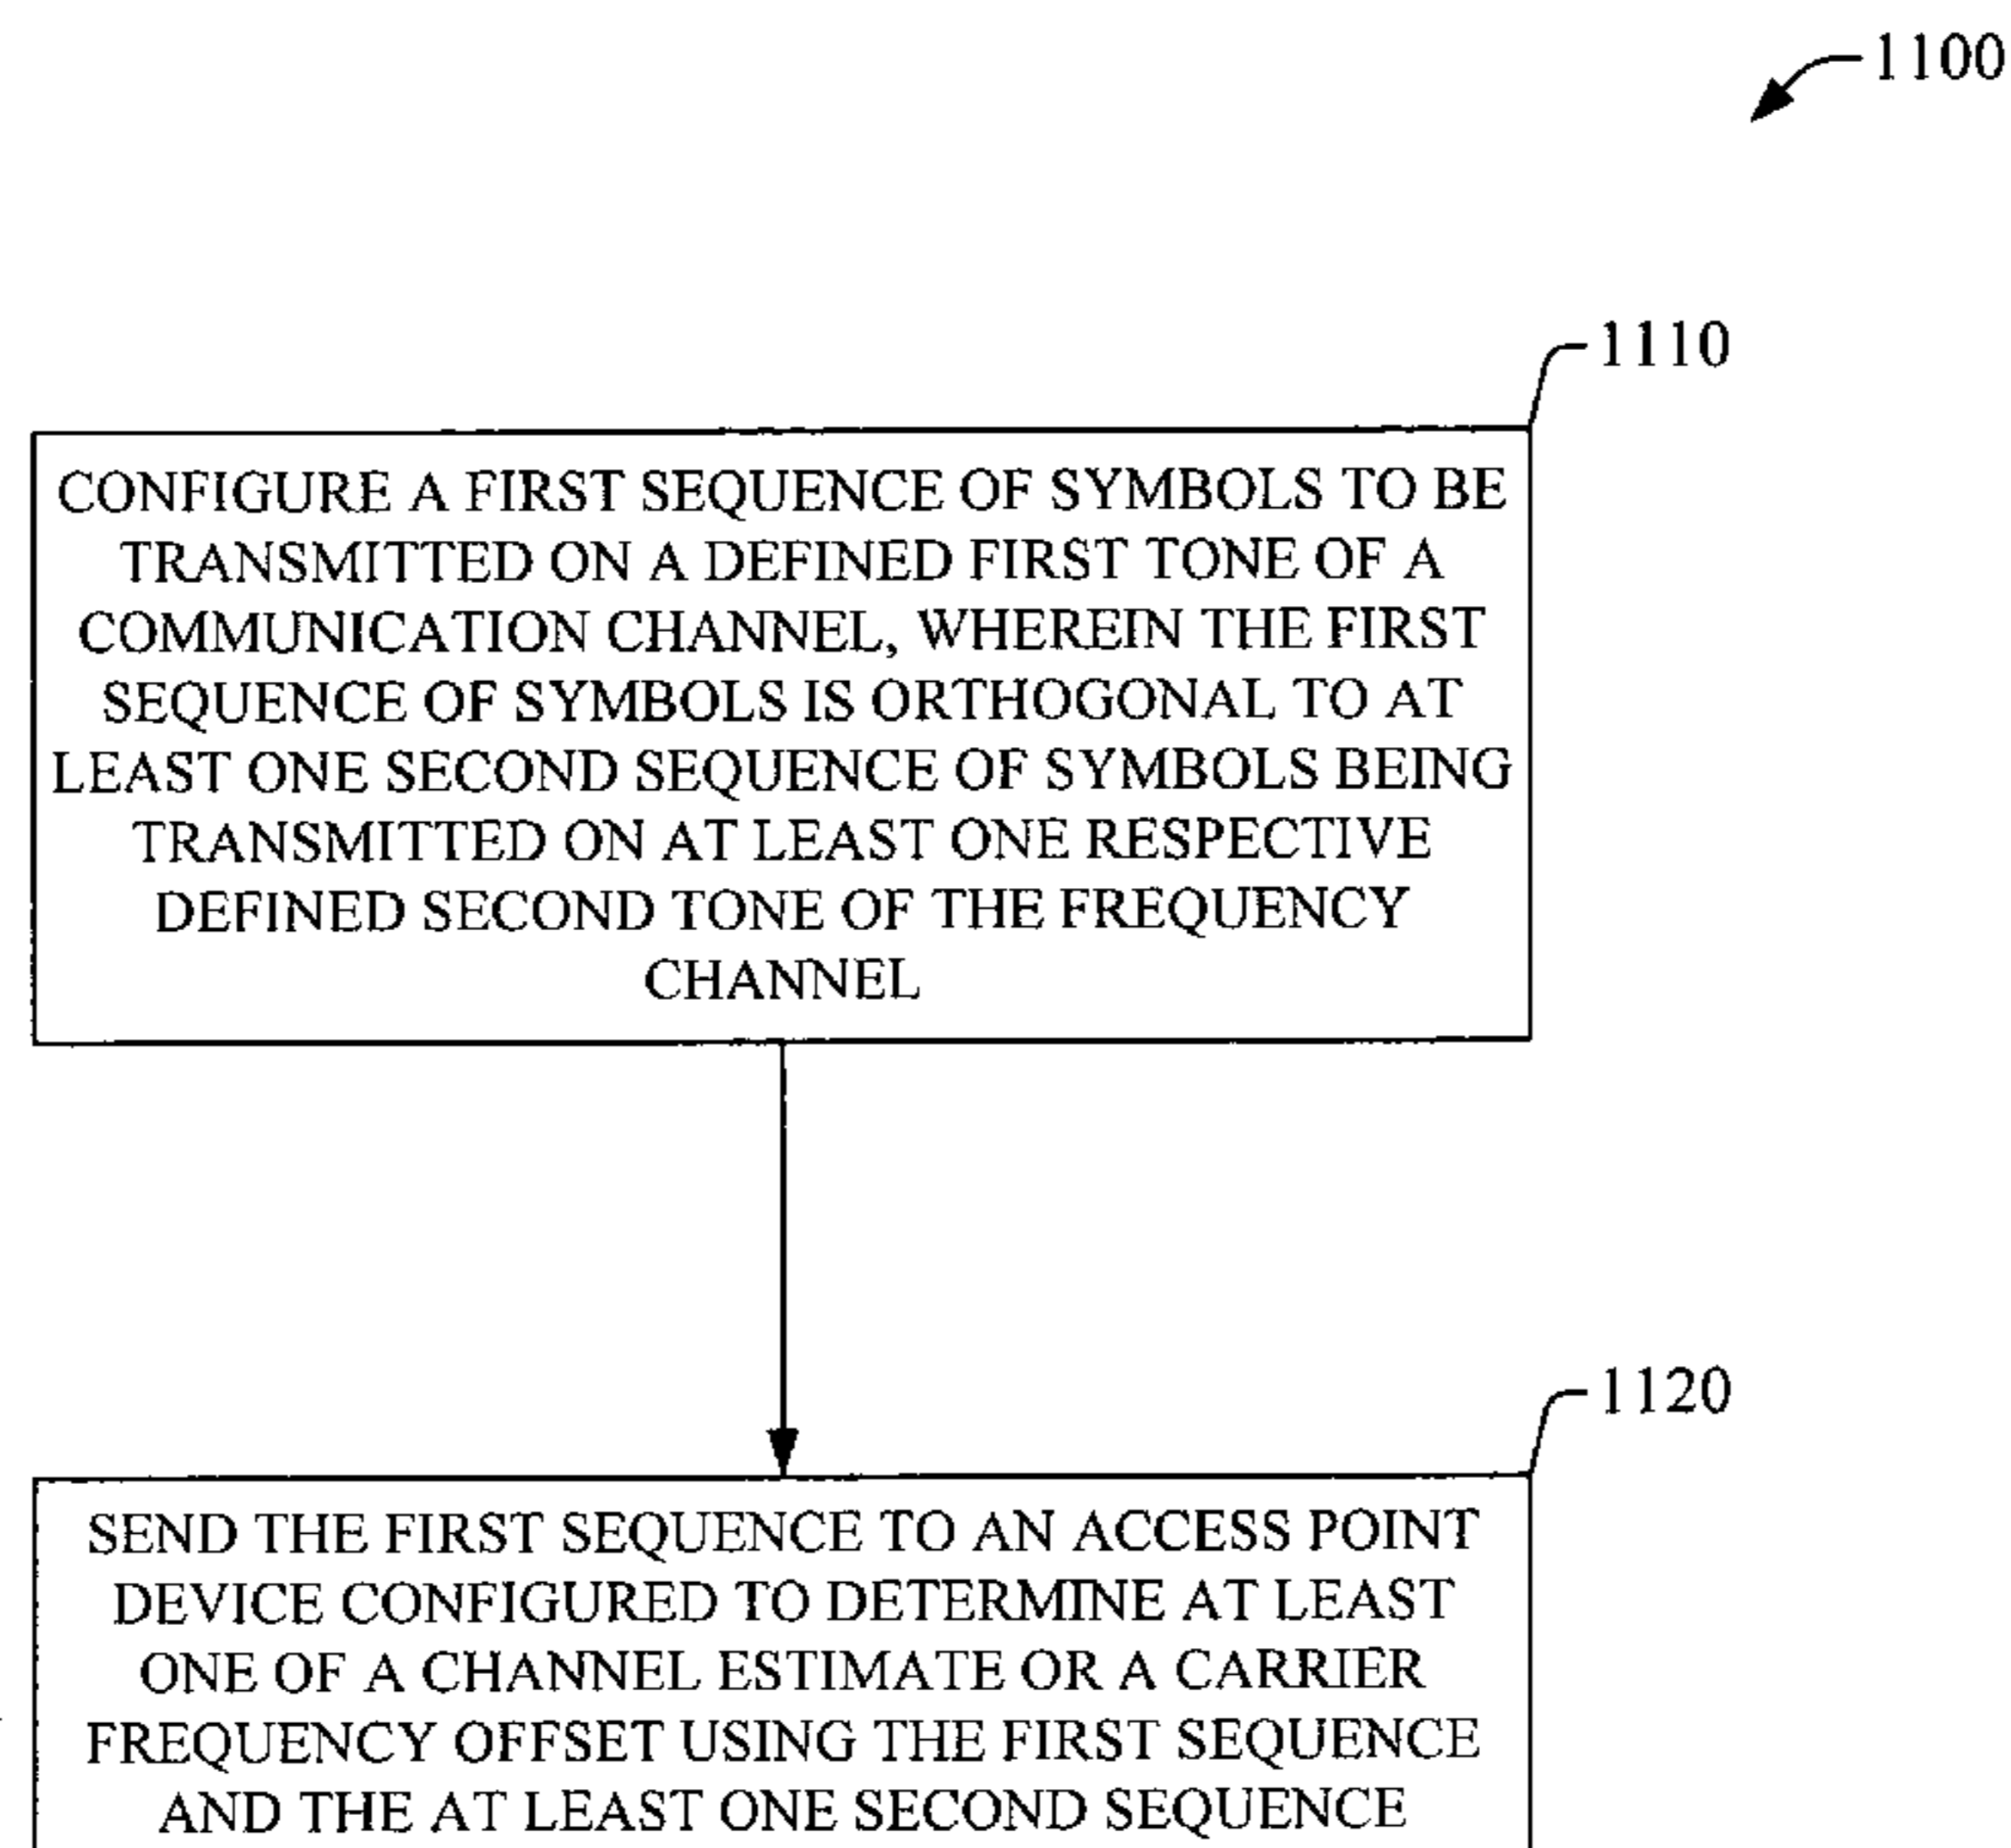 1100
1110
CONFIGURE A FIRST SEQUENCE OF SYMBOLS TO BE
TRANSMITTED ON A DEFINED FIRST TONE OF A
COMMUNICATION CHANNEL, WHEREIN THE FIRST
SEQUENCE OF SYMBOLS IS ORTHOGONAL TO AT
LEAST ONE SECOND SEQUENCE OF SYMBOLS BEING
TRANSMITTED ON AT LEAST ONE RESPECTIVE
DEFINED SECOND TONE OF THE FREQUENCY
CHANNEL
1120
SEND THE FIRST SEQUENCE TO AN ACCESS POINT
DEVICE CONFIGURED TO DETERMINE AT LEAST
ONE OF A CHANNEL ESTIMATE OR A CARRIER
FREQUENCY OFFSET USING THE FIRST SEQUENCE
AND THE AT LEAST ONE SECOND SEQUENCE